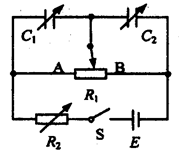 C₁ C₂
A B
R₁
R₂ S E